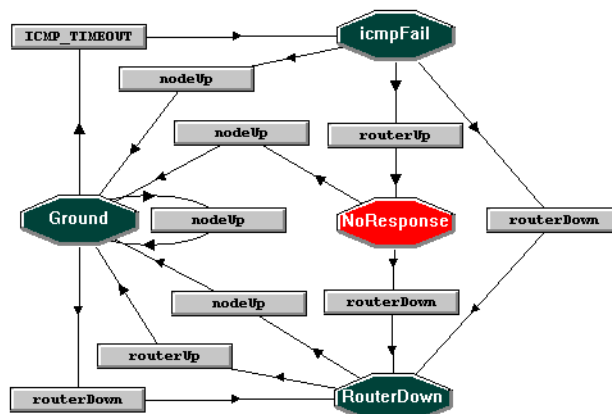 ICMP_TIMEOUT
icmpFail
nodeUp
nodeUp
routerUp
Ground
nodeUp
NoResponse
routerDown
nodeUp
routerDown
routerUp
routerDown
RouterDown